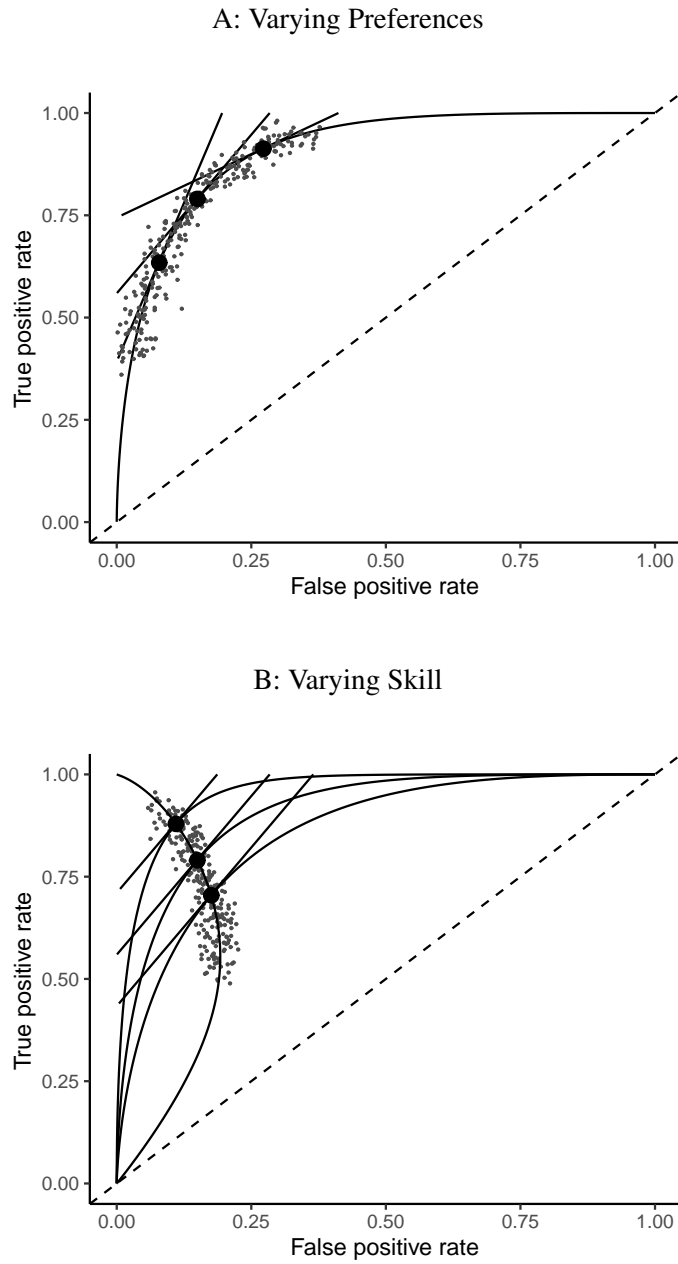 A: Varying Preferences
1.00
0.75
0.50
0.25
0.00
True positive rate
0.00 0.25 0.50 0.75 1.00
False positive rate
B: Varying Skill
1.00
0.75
0.50
0.25
0.00
True positive rate
0.00 0.25 0.50 0.75 1.00
False positive rate